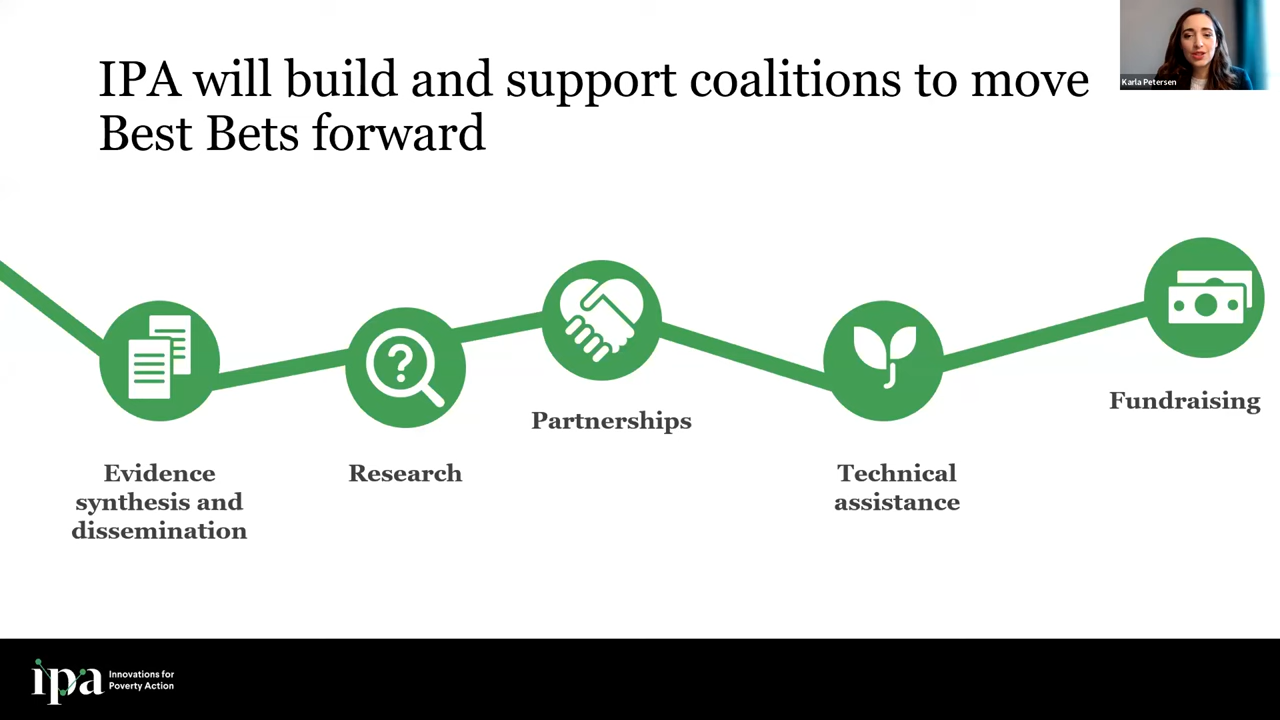 IPA will build and support coalitions to move
Best Bets forward
Karla Petersen
?
Evidence
synthesis and
dissemination
Research
Partnerships
Technical
assistance
Fundraising
ipa
Innovations for
Poverty Action